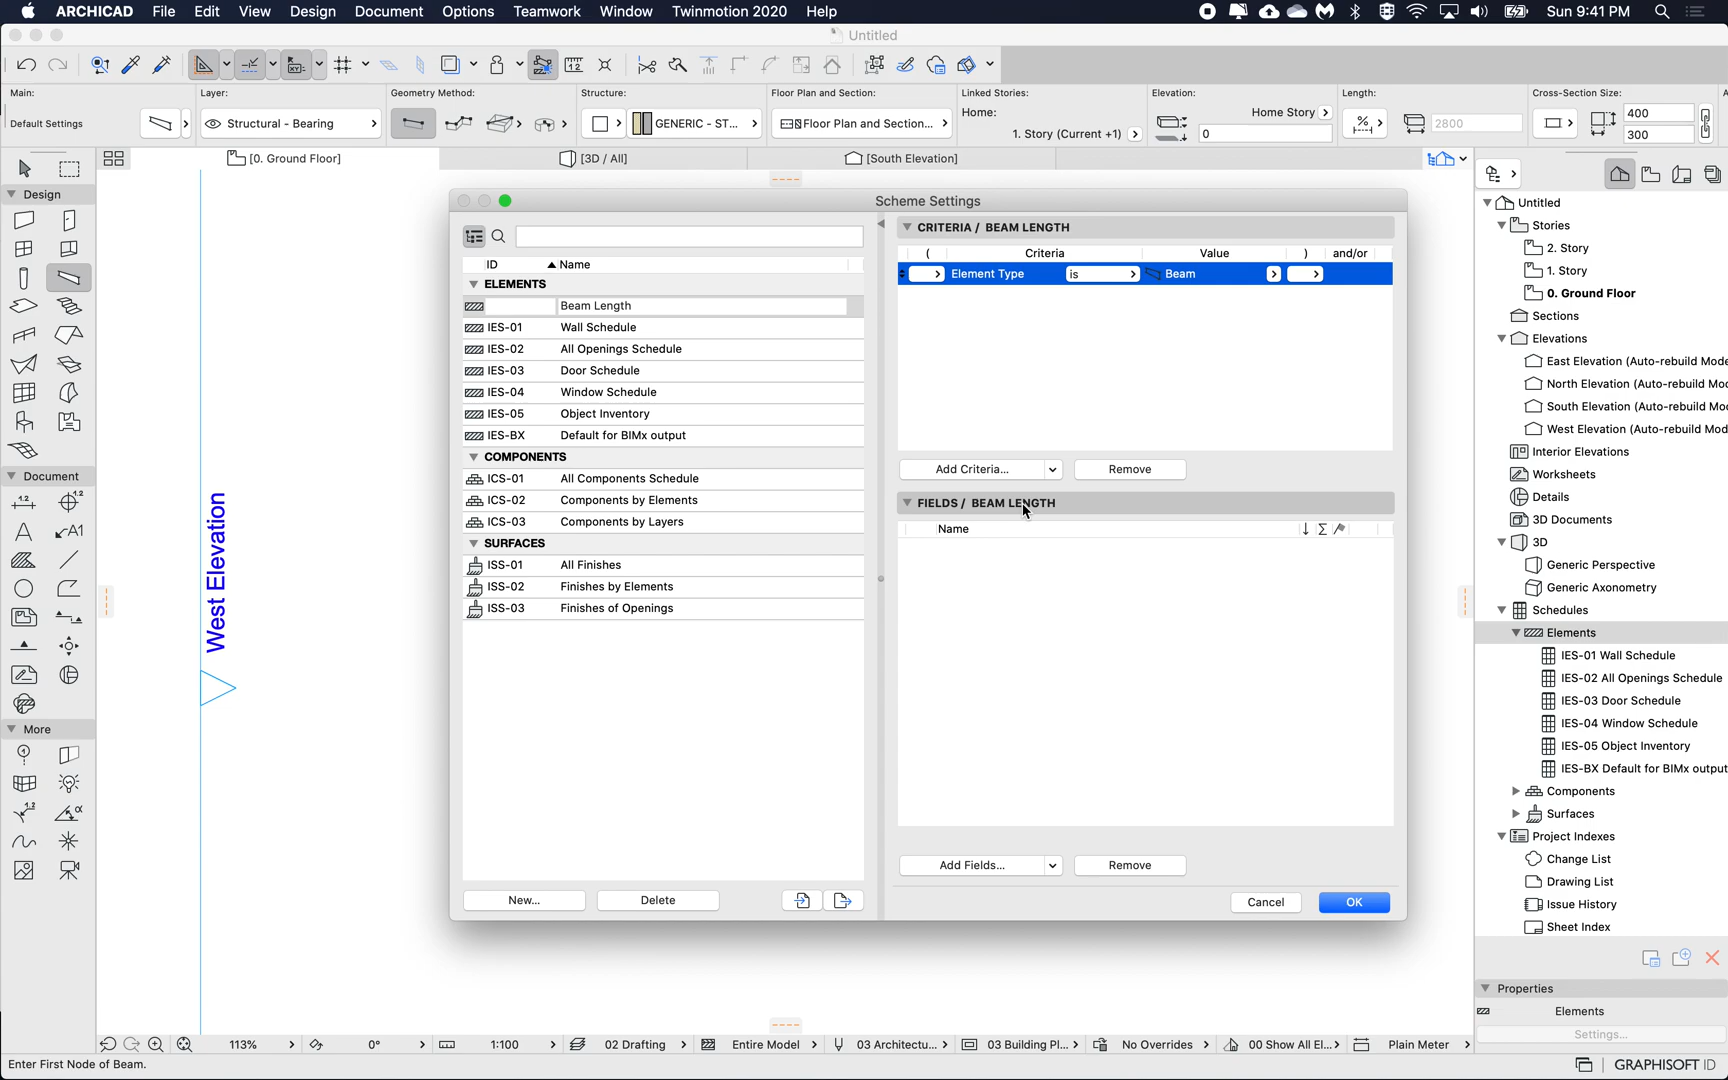 ARCHICAD File Edit View Design Document Options Teamwork Window Twinmotion 2020 Help Sun 9:41 PM
Untitled
Main: Layer: Geometry Method: Structure: Floor Plan and Section: Linked Stories: Elevation: Length: Cross-Section Size: A
Default Settings Structural - Bearing GENERIC - ST... Floor Plan and Section... Home: 1. Story (Current +1) Home Story 0 2800 400 300
[0. Ground Floor] [3D / All] [South Elevation]
Design
Document
More
West Elevation
Scheme Settings
ID Name
ELEMENTS
Beam Length
IES-01 Wall Schedule
IES-02 All Openings Schedule
IES-03 Door Schedule
IES-04 Window Schedule
IES-05 Object Inventory
IES-BX Default for BIMx output
COMPONENTS
ICS-01 All Components Schedule
ICS-02 Components by Elements
ICS-03 Components by Layers
SURFACES
ISS-01 All Finishes
ISS-02 Finishes by Elements
ISS-03 Finishes of Openings
New... Delete
CRITERIA / BEAM LENGTH
( Criteria Value ) and/or
Element Type is Beam
Add Criteria... Remove
FIELDS / BEAM LENGTH
Name
Add Fields... Remove
Cancel OK
Untitled
Stories
2. Story
1. Story
0. Ground Floor
Sections
Elevations
East Elevation (Auto-rebuild Mode
North Elevation (Auto-rebuild Mod
South Elevation (Auto-rebuild Mod
West Elevation (Auto-rebuild Mod
Interior Elevations
Worksheets
Details
3D Documents
3D
Generic Perspective
Generic Axonometry
Schedules
Elements
IES-01 Wall Schedule
IES-02 All Openings Schedule
IES-03 Door Schedule
IES-04 Window Schedule
IES-05 Object Inventory
IES-BX Default for BIMx output
Components
Surfaces
Project Indexes
Change List
Drawing List
Issue History
Sheet Index
Properties
Elements
Settings...
113% 0° 1:100 02 Drafting Entire Model 03 Architectu... 03 Building Pl... No Overrides 00 Show All El... Plain Meter
Enter First Node of Beam. GRAPHISOFT ID